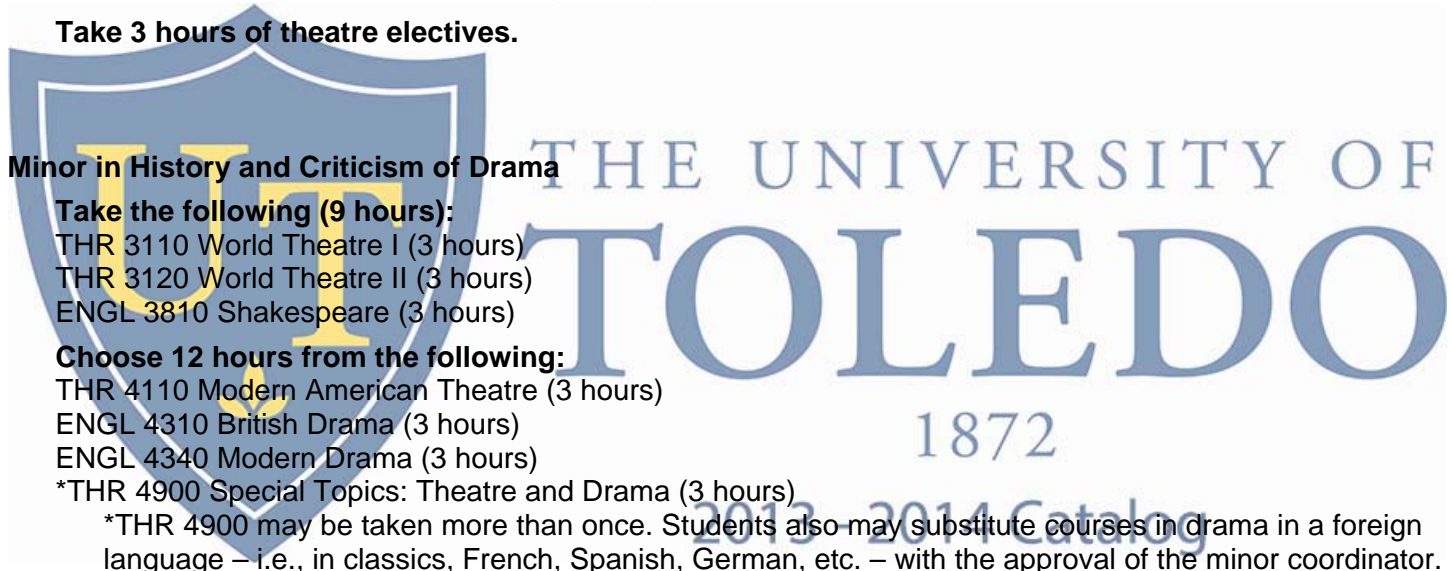 Take 3 hours of theatre electives.
Minor in History and Criticism of Drama
Take the following (9 hours):
THR 3110 World Theatre I (3 hours)
THR 3120 World Theatre II (3 hours)
ENGL 3810 Shakespeare (3 hours)
Choose 12 hours from the following:
THR 4110 Modern American Theatre (3 hours)
ENGL 4310 British Drama (3 hours)
ENGL 4340 Modern Drama (3 hours)
*THR 4900 Special Topics: Theatre and Drama (3 hours)
*THR 4900 may be taken more than once. Students also may substitute courses in drama in a foreign
language – i.e., in classics, French, Spanish, German, etc. – with the approval of the minor coordinator.
UT
THE UNIVERSITY OF
TOLEDO
1872
2013 – 2014 Catalog